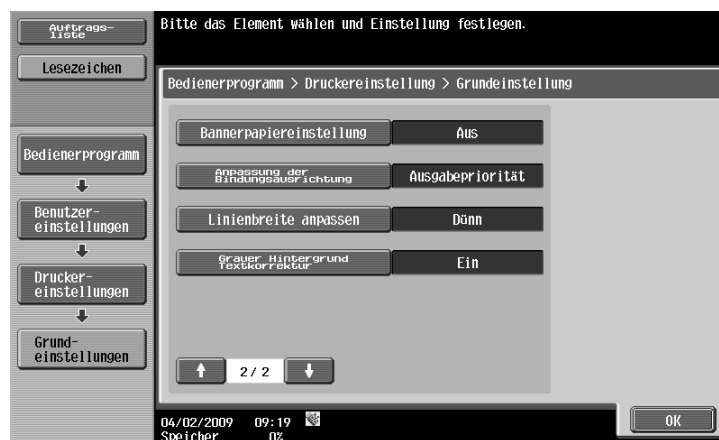 Auftrags-
liste
Bitte das Element wählen und Einstellung festlegen.
Lesezeichen
Bedienerprogramm > Druckereinstellung > Grundeinstellung
Bannerpapiereinstellung
Aus
Bedienerprogramm
Anpassung der
Bindungsausrichtung
Ausgabepriorität
Benutzer-
einstellungen
Linienbreite anpassen
Dünn
Grauer Hintergrund
Textkorrektur
Ein
Drucker-
einstellungen
Grund-
einstellungen
2/ 2
04/02/2009 09:19
Speicher 0%
OK